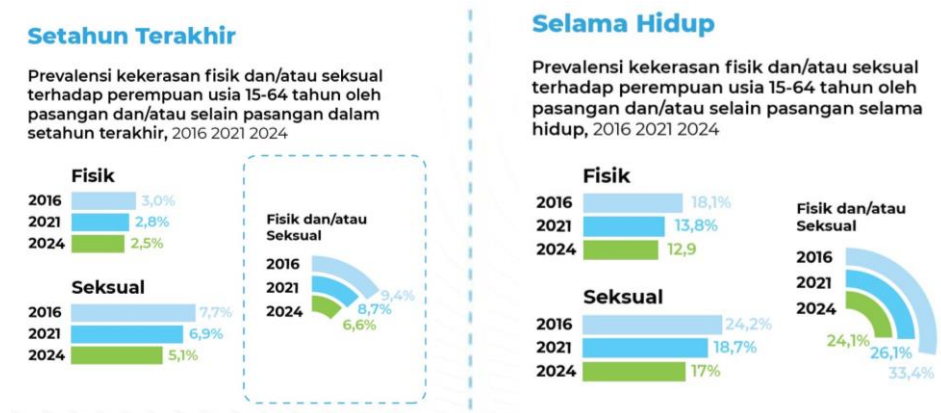 Setahun Terakhir
Prevalensi kekerasan fisik dan/atau seksual
terhadap perempuan usia 15-64 tahun oleh
pasangan dan/atau selain pasangan dalam
setahun terakhir, 2016 2021 2024
Fisik
2016 3,0%
2021 2,8%
2024 2,5%
Seksual
2016 7,7%
2021 6,9%
2024 5,1%
Fisik dan/atau
Seksual
2016 9,4%
2021 8,7%
2024 6,6%
Selama Hidup
Prevalensi kekerasan fisik dan/atau seksual
terhadap perempuan usia 15-64 tahun oleh
pasangan dan/atau selain pasangan selama
hidup, 2016 2021 2024
Fisik
2016 18,1%
2021 13,8%
2024 12,9
Seksual
2016 24,2%
2021 18,7%
2024 17%
Fisik dan/atau
Seksual
2016 33,4%
2021 26,1%
2024 24,1%